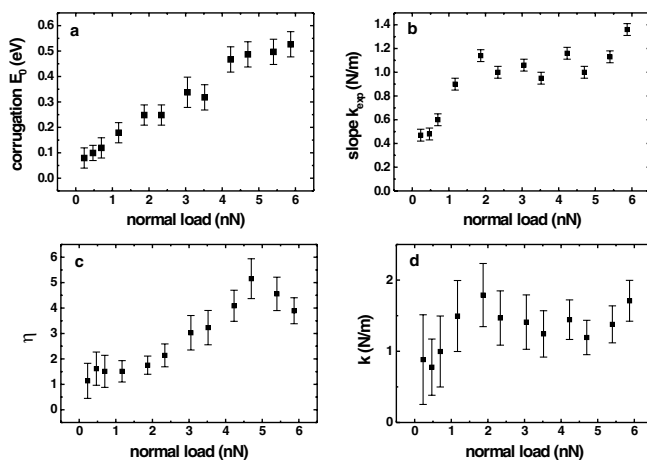 a
corrugation E₀ (eV)
0.6
0.5
0.4
0.3
0.2
0.1
0.0
0 1 2 3 4 5 6
normal load (nN)
b
slope k_exp (N/m)
1.4
1.2
1.0
0.8
0.6
0.4
0.2
0.0
0 1 2 3 4 5 6
normal load (nN)
c
η
6
5
4
3
2
1
0
0 1 2 3 4 5 6
normal load (nN)
d
k (N/m)
2
1
0
0 1 2 3 4 5 6
normal load (nN)